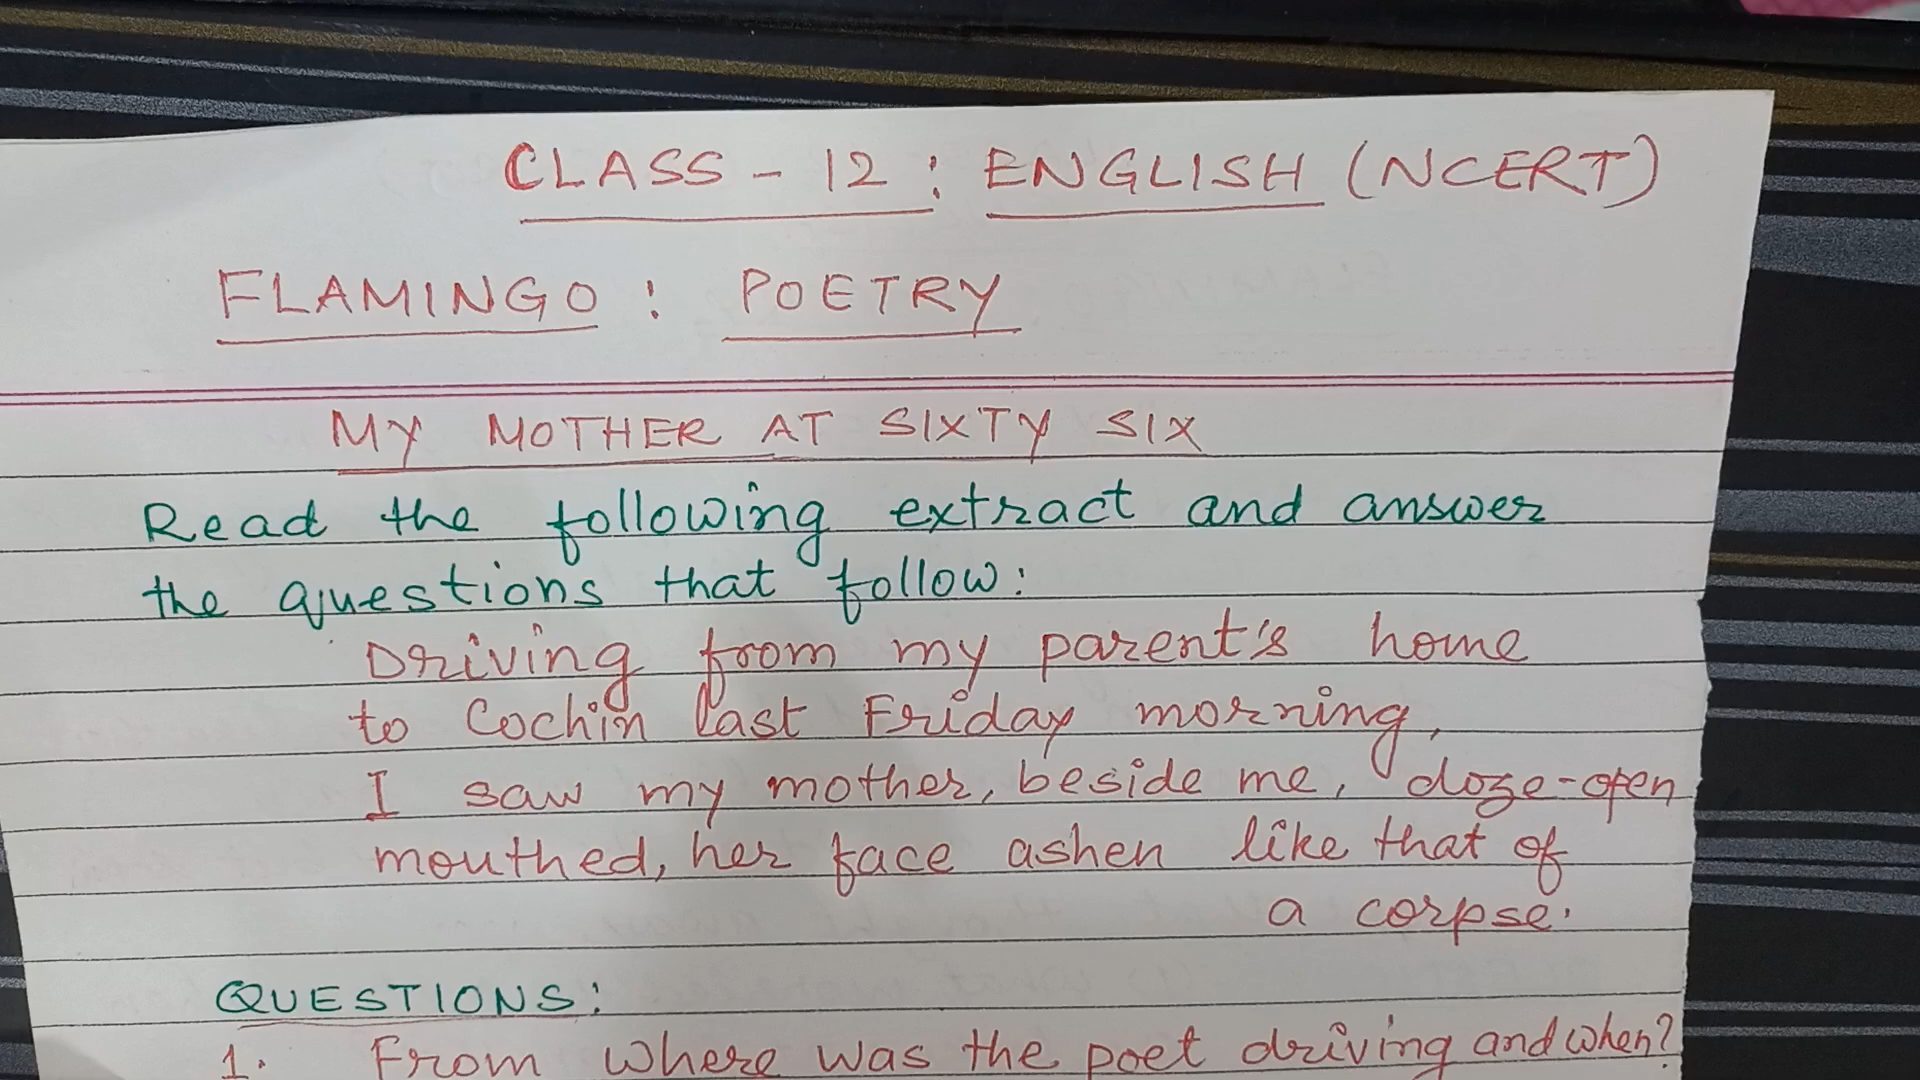 CLASS - 12 : ENGLISH (NCERT)
FLAMINGO : POETRY
MY MOTHER AT SIXTY SIX
Read the following extract and answer
the questions that follow:
Driving from my parent's home
to Cochin last Friday morning,
I saw my mother, beside me, doze-open
mouthed, her face ashen like that of
a corpse.
QUESTIONS:
1. From where was the poet driving and when?